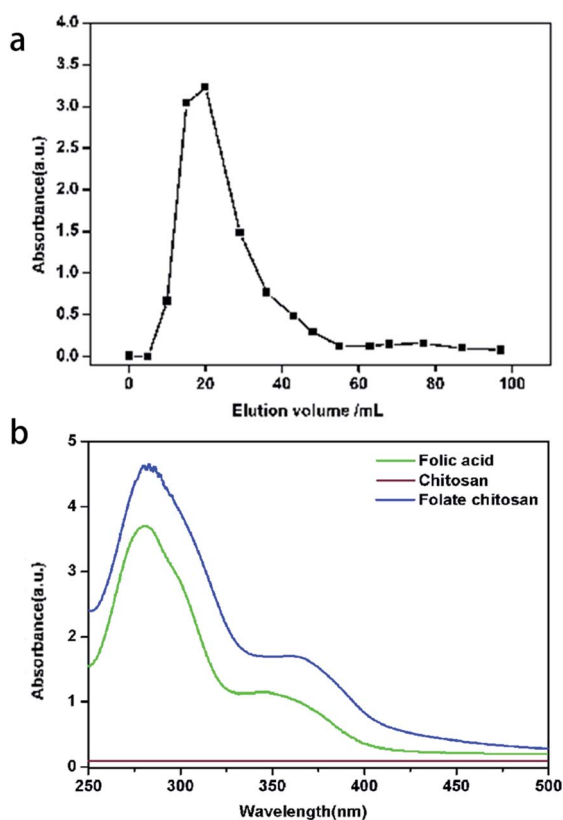 a
4.0
3.5
3.0
2.5
2.0
1.5
1.0
0.5
0.0
Absorbance(a.u.)
0 20 40 60 80 100
Elution volume /mL
b
5
4
3
2
1
0
Absorbance(a.u.)
Folic acid
Chitosan
Folate chitosan
250 300 350 400 450 500
Wavelength(nm)